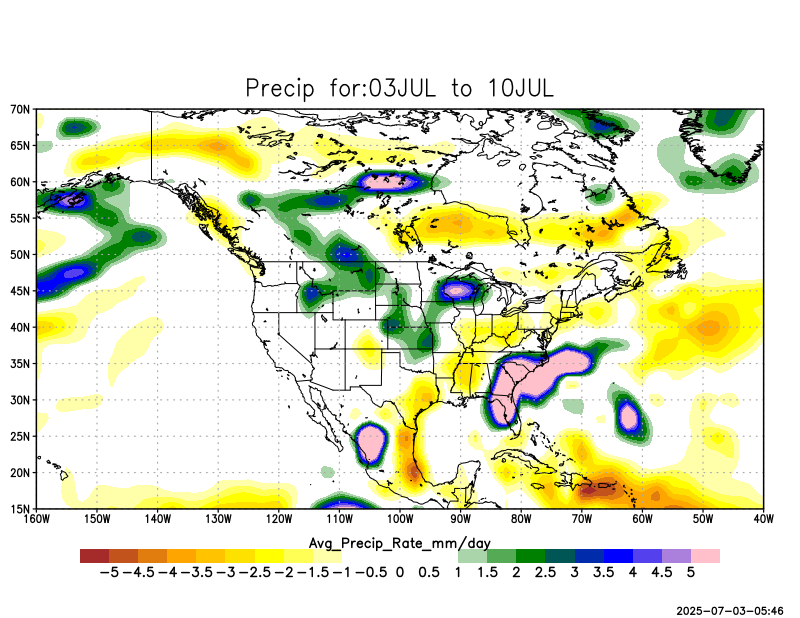 Precip for:03JUL to 10JUL
70N
65N
60N
55N
50N
45N
40N
35N
30N
25N
20N
15N
160W 150W 140W 130W 120W 110W 100W 90W 80W 70W 60W 50W 40W
Avg_Precip_Rate_mm/day
-5 -4.5 -4 -3.5 -3 -2.5 -2 -1.5 -1 -0.5 0 0.5 1 1.5 2 2.5 3 3.5 4 4.5 5
2025-07-03-05:46